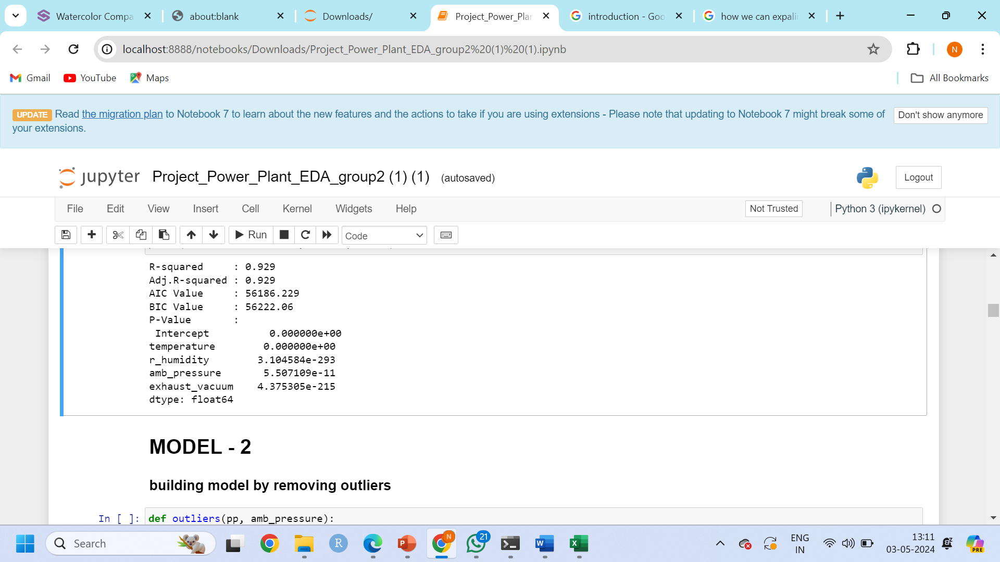 Watercolor Compa
about:blank
Downloads/
Project_Power_Plan
introduction - Goo
how we can expalin
localhost:8888/notebooks/Downloads/Project_Power_Plant_EDA_group2%20(1)%20(1).ipynb
N
Gmail
YouTube
Maps
All Bookmarks
UPDATE Read the migration plan to Notebook 7 to learn about the new features and the actions to take if you are using extensions - Please note that updating to Notebook 7 might break some of
your extensions.
Don't show anymore
jupyter Project_Power_Plant_EDA_group2 (1) (1) (autosaved)
Logout
File Edit View Insert Cell Kernel Widgets Help
Not Trusted
Python 3 (ipykernel)
Run
Code
R-squared : 0.929
Adj.R-squared : 0.929
AIC Value : 56186.229
BIC Value : 56222.06
P-Value :
Intercept 0.000000e+00
temperature 0.000000e+00
r_humidity 3.104584e-293
amb_pressure 5.507109e-11
exhaust_vacuum 4.375305e-215
dtype: float64
MODEL - 2
building model by removing outliers
In [ ]: def outliers(pp, amb_pressure):
Search
R
P
N
21
W
X
ENG
IN
13:11
03-05-2024
PRE